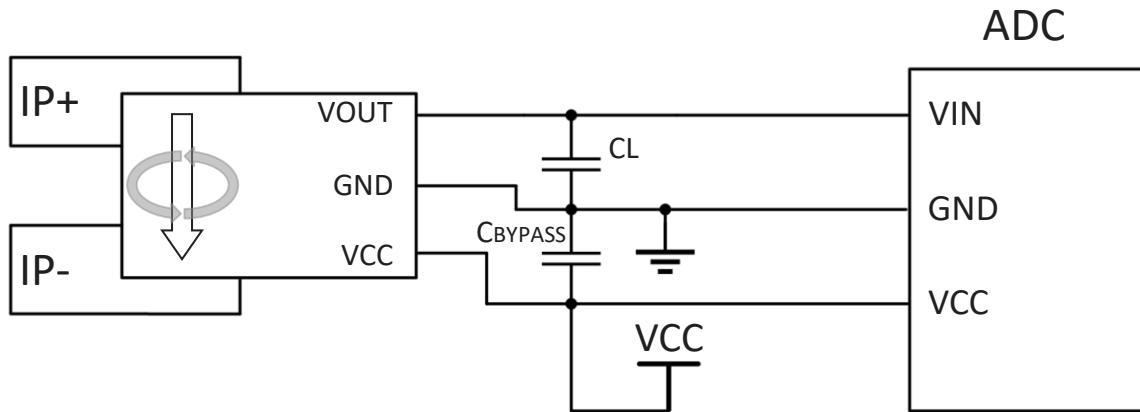 ADC
IP+
VOUT
CL
VIN
GND
GND
CBYPASS
IP-
VCC
VCC
VCC